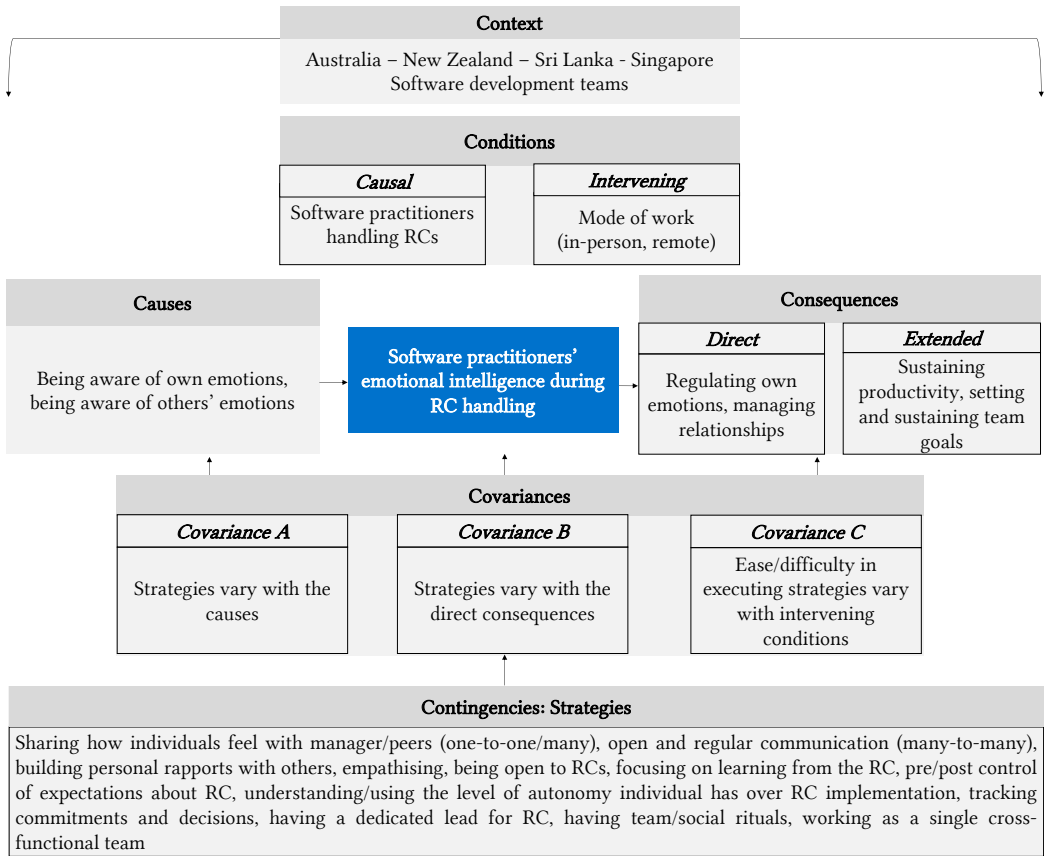 Context
Australia – New Zealand – Sri Lanka - Singapore
Software development teams
Conditions
Causal
Software practitioners
handling RCs
Intervening
Mode of work
(in-person, remote)
Causes
Being aware of own emotions,
being aware of others’ emotions
Software practitioners’
emotional intelligence during
RC handling
Consequences
Direct
Regulating own
emotions, managing
relationships
Extended
Sustaining
productivity, setting
and sustaining team
goals
Covariances
Covariance A
Strategies vary with the
causes
Covariance B
Strategies vary with the
direct consequences
Covariance C
Ease/difficulty in
executing strategies vary
with intervening
conditions
Contingencies: Strategies
Sharing how individuals feel with manager/peers (one-to-one/many), open and regular communication (many-to-many),
building personal rapports with others, empathising, being open to RCs, focusing on learning from the RC, pre/post control
of expectations about RC, understanding/using the level of autonomy individual has over RC implementation, tracking
commitments and decisions, having a dedicated lead for RC, having team/social rituals, working as a single cross-
functional team